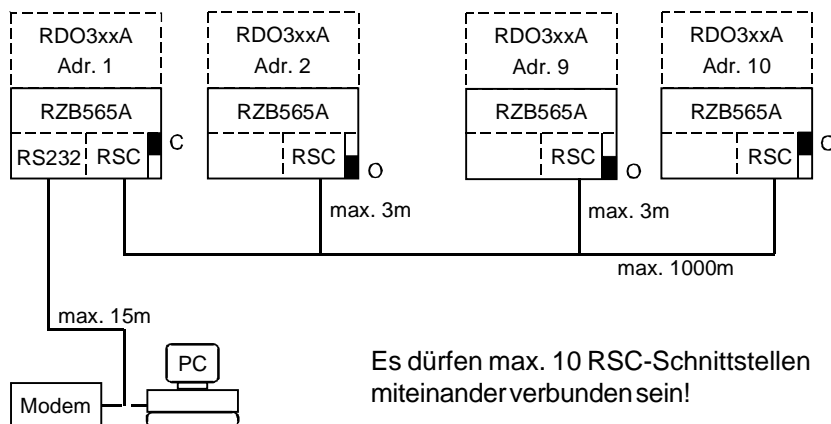 RDO3xxA
Adr. 1
RDO3xxA
Adr. 2
RDO3xxA
Adr. 9
RDO3xxA
Adr. 10
RZB565A
RZB565A
RZB565A
RZB565A
RS232 RSC C
RSC O
RSC O
RSC C
max. 3m
max. 3m
max. 1000m
max. 15m
PC
Modem
Es dürfen max. 10 RSC-Schnittstellen
miteinander verbunden sein!